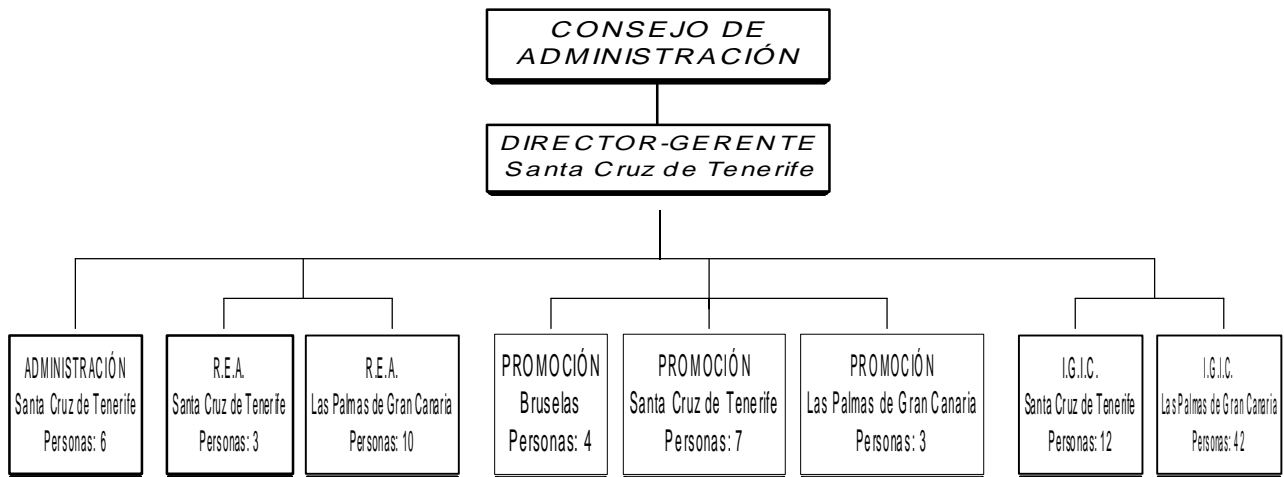 CONSEJO DE
ADMINISTRACIÓN
DIRECTOR-GERENTE
Santa Cruz de Tenerife
ADMINISTRACIÓN
Santa Cruz de Tenerife
Personas: 6
R.E.A.
Santa Cruz de Tenerife
Personas: 3
R.E.A.
Las Palmas de Gran Canaria
Personas: 10
PROMOCIÓN
Bruselas
Personas: 4
PROMOCIÓN
Santa Cruz de Tenerife
Personas: 7
PROMOCIÓN
Las Palmas de Gran Canaria
Personas: 3
I.G.I.C.
Santa Cruz de Tenerife
Personas: 12
I.G.I.C.
Las Palmas de Gran Canaria
Personas: 42